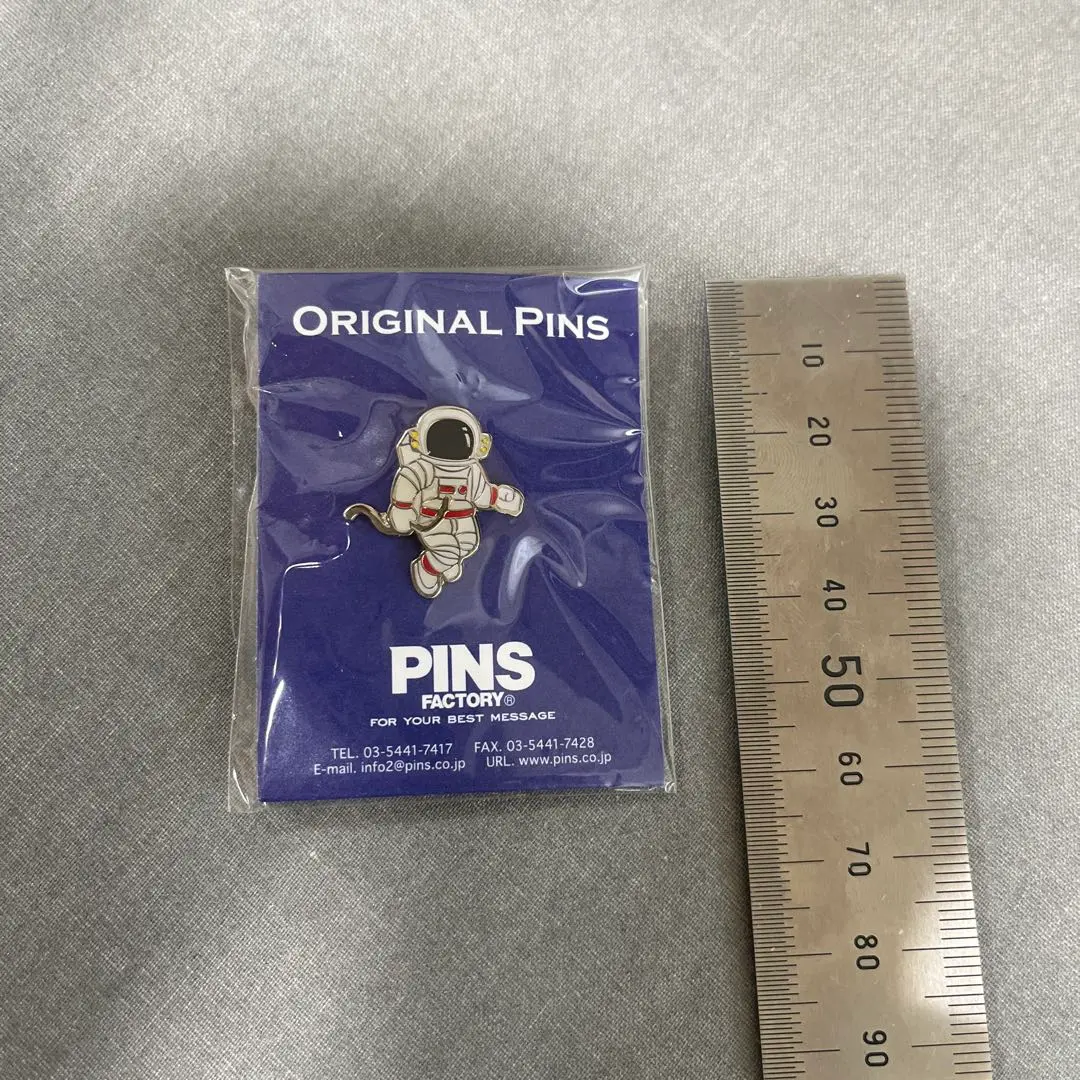 ORIGINAL PINS
PINS
FACTORY®
FOR YOUR BEST MESSAGE
TEL. 03-5441-7417 FAX. 03-5441-7428
E-mail. info2@pins.co.jp URL. www.pins.co.jp
10
20
30
40
50
60
70
80
90